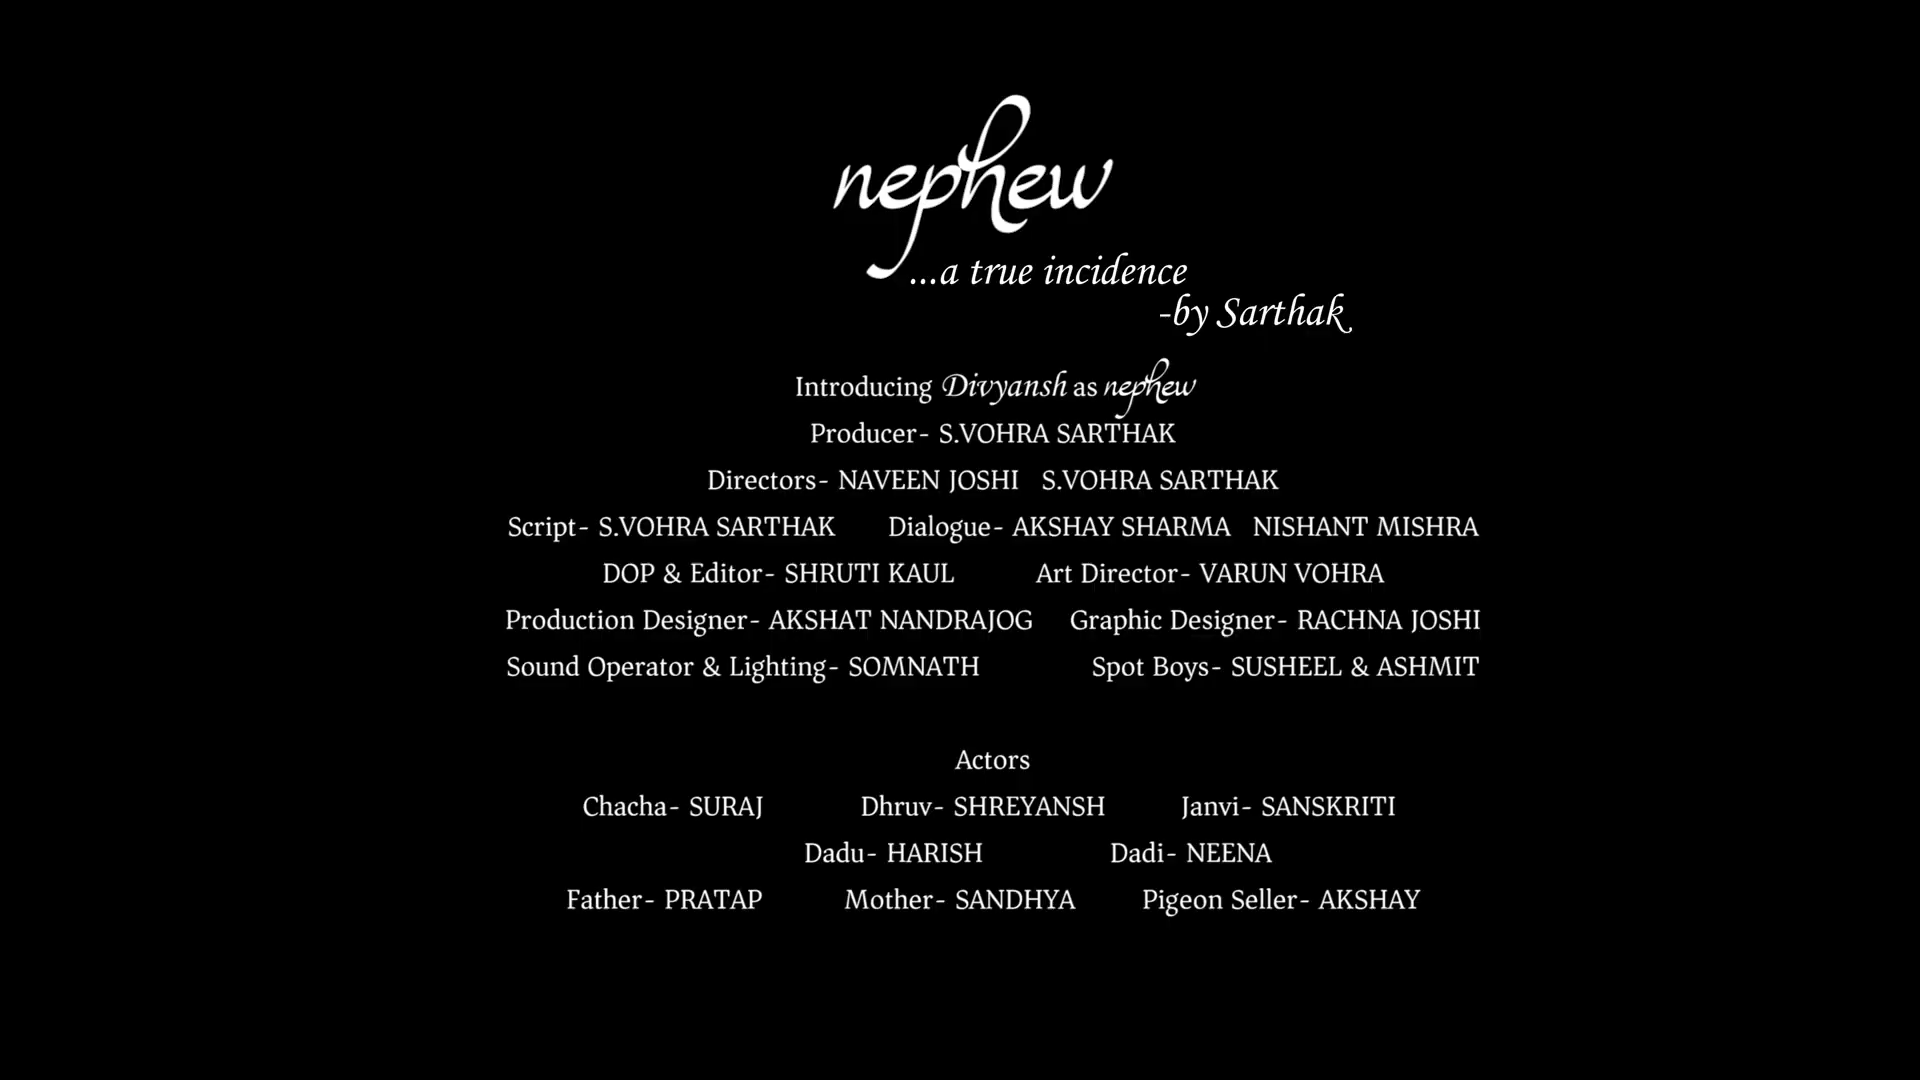 nephew
...a true incidence
-by Sarthak
Introducing Divyansh as nephew
Producer- S.VOHRA SARTHAK
Directors- NAVEEN JOSHI S.VOHRA SARTHAK
Script- S.VOHRA SARTHAK Dialogue- AKSHAY SHARMA NISHANT MISHRA
DOP & Editor- SHRUTI KAUL Art Director- VARUN VOHRA
Production Designer- AKSHAT NANDRAJOG Graphic Designer- RACHNA JOSHI
Sound Operator & Lighting- SOMNATH Spot Boys- SUSHEEL & ASHMIT
Actors
Chacha- SURAJ Dhruv- SHREYANSH Janvi- SANSKRITI
Dadu- HARISH Dadi- NEENA
Father- PRATAP Mother- SANDHYA Pigeon Seller- AKSHAY